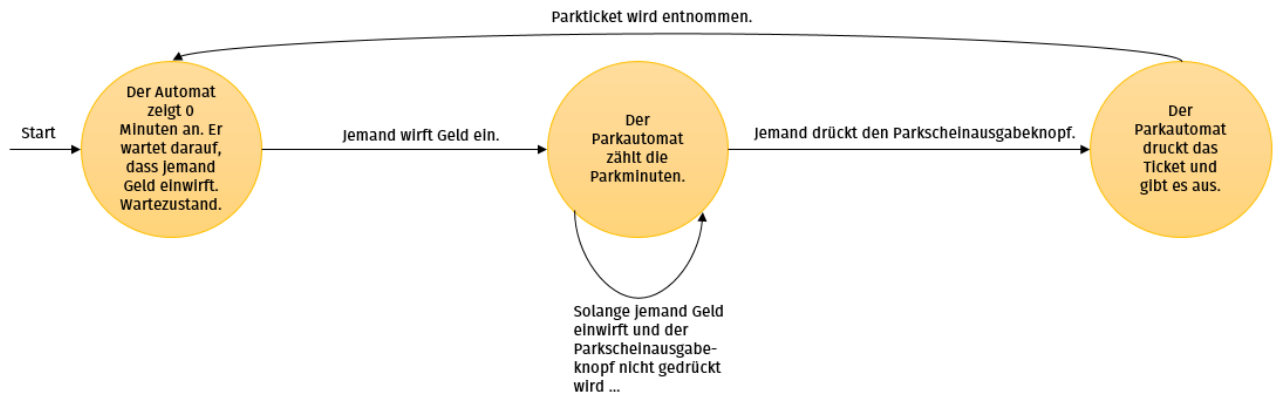 Parkticket wird entnommen.
Start
Der Automat
zeigt 0
Minuten an. Er
wartet darauf,
dass jemand
Geld einwirft.
Wartezustand.
Jemand wirft Geld ein.
Der
Parkautomat
zählt die
Parkminuten.
Jemand drückt den Parkscheinausgabeknopf.
Der
Parkautomat
druckt das
Ticket und
gibt es aus.
Solange jemand Geld
einwirft und der
Parkscheinausgabe-
knopf nicht gedrückt
wird ...